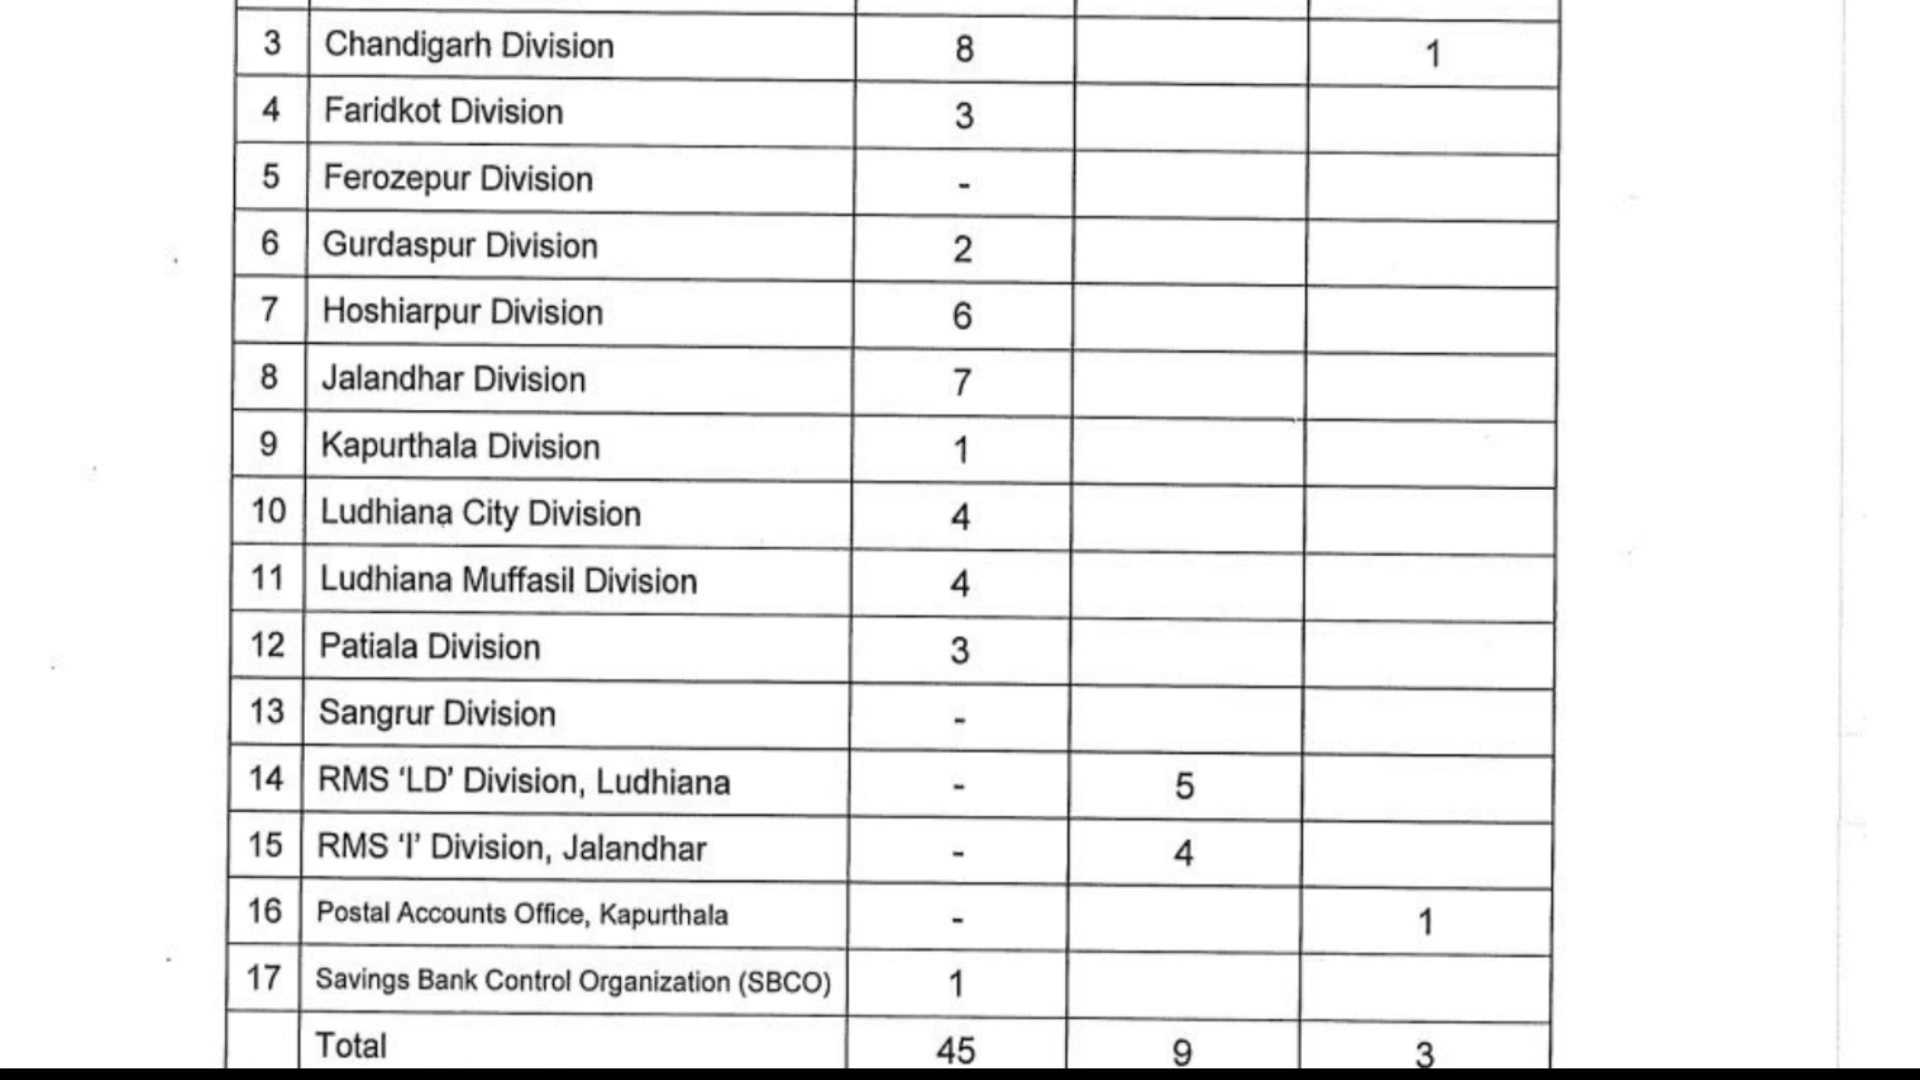 3 Chandigarh Division 8 1
4 Faridkot Division 3
5 Ferozepur Division -
6 Gurdaspur Division 2
7 Hoshiarpur Division 6
8 Jalandhar Division 7
9 Kapurthala Division 1
10 Ludhiana City Division 4
11 Ludhiana Muffasil Division 4
12 Patiala Division 3
13 Sangrur Division -
14 RMS ‘LD’ Division, Ludhiana - 5
15 RMS ‘I’ Division, Jalandhar - 4
16 Postal Accounts Office, Kapurthala - 1
17 Savings Bank Control Organization (SBCO) 1
Total 45 9 3